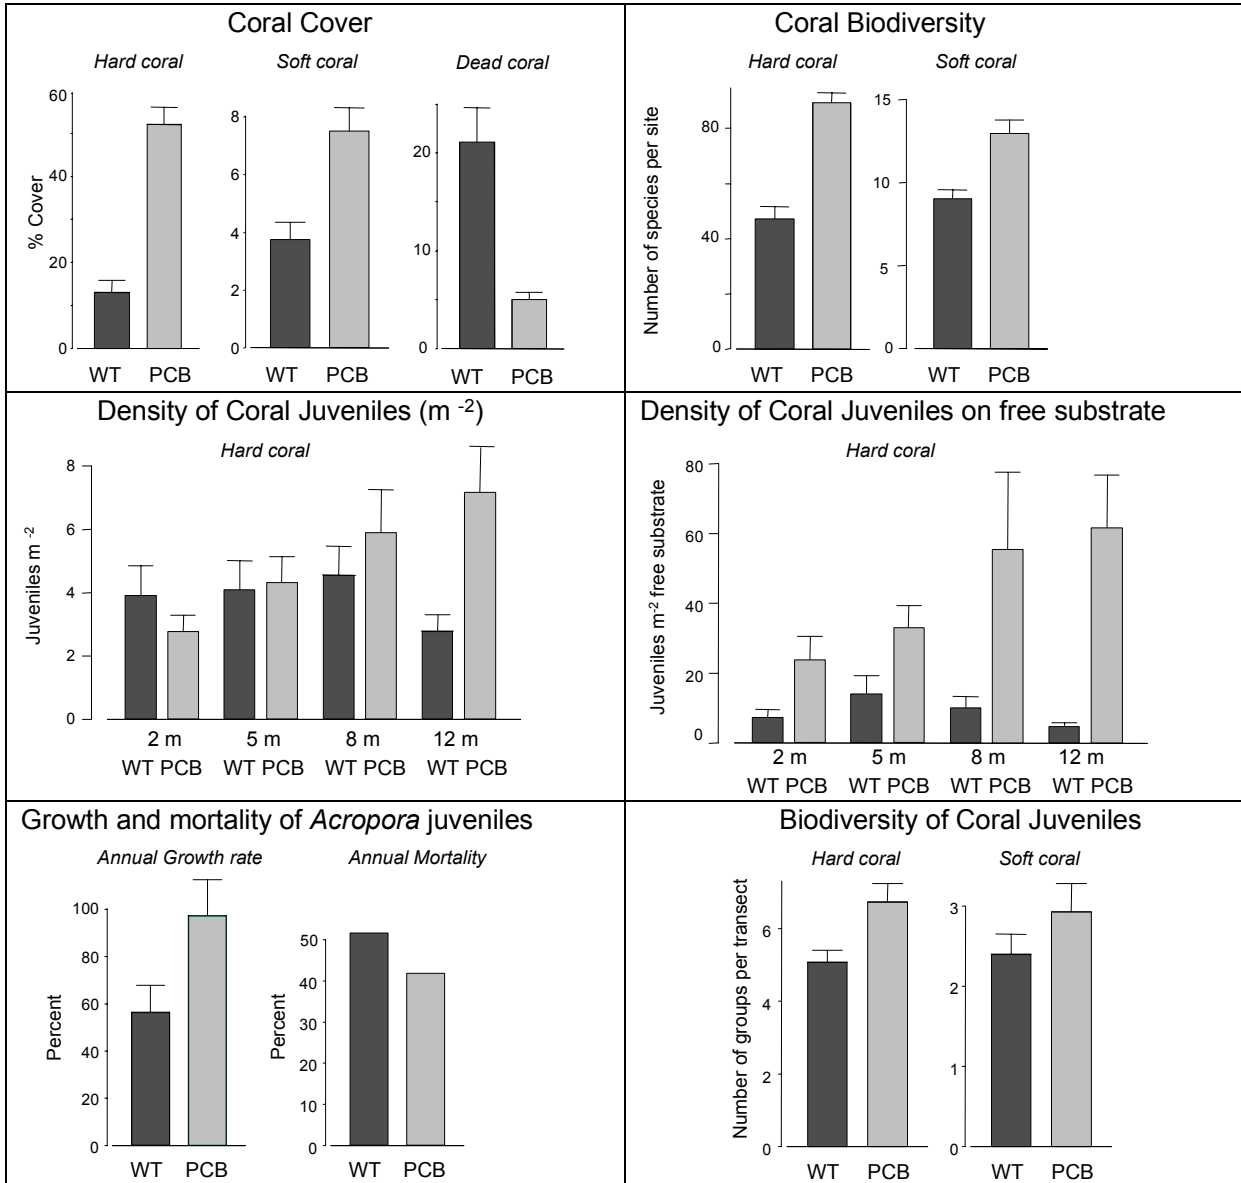 Coral Cover
Hard coral
Soft coral
Dead coral
% Cover
60
40
20
0
8
6
4
2
0
20
10
0
WT PCB
WT PCB
WT PCB
Coral Biodiversity
Hard coral
Soft coral
Number of species per site
80
40
0
15
10
5
0
WT PCB
WT PCB
Density of Coral Juveniles (m -2)
Hard coral
Juveniles m -2
8
6
4
2
0
2 m 5 m 8 m 12 m
WT PCB WT PCB WT PCB WT PCB
Density of Coral Juveniles on free substrate
Hard coral
Juveniles m-2 free substrate
80
60
40
20
0
2 m 5 m 8 m 12 m
WT PCB WT PCB WT PCB WT PCB
Growth and mortality of Acropora juveniles
Annual Growth rate
Annual Mortality
Percent
100
80
60
40
20
0
Percent
50
40
30
20
10
0
WT PCB
WT PCB
Biodiversity of Coral Juveniles
Hard coral
Soft coral
Number of groups per transect
6
4
2
0
3
2
1
0
WT PCB
WT PCB